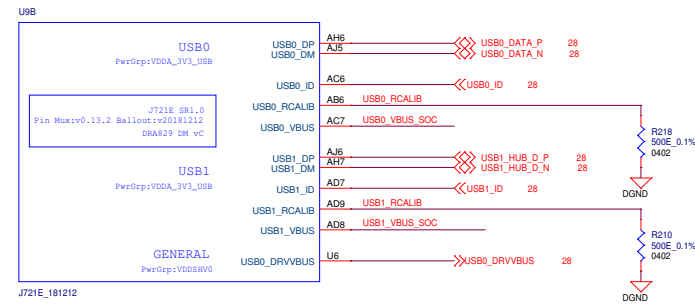 U9B
USB0
PwrGrp:VDDA_3V3_USB
J721E SR1.0
Pin Mux:v0.13.2 Ballout:v20181212
DRA829 DM vC
USB1
PwrGrp:VDDA_3V3_USB
GENERAL
PwrGrp:VDDSHV0
J721E_181212
USB0_DP AH6 USB0_DATA_P 28
USB0_DM AJ5 USB0_DATA_N 28
USB0_ID AC6 USB0_ID 28
USB0_RCALIB AB6 USB0_RCALIB
USB0_VBUS AC7 USB0_VBUS_SOC
USB1_DP AJ6 USB1_HUB_D_P 28
USB1_DM AH7 USB1_HUB_D_N 28
USB1_ID AD7 USB1_ID 28
USB1_RCALIB AD9 USB1_RCALIB
USB1_VBUS AD8 USB1_VBUS_SOC
USB0_DRVVBUS U6 USB0_DRVVBUS 28
R218
500E_0.1%
0402
DGND
R210
500E_0.1%
0402
DGND